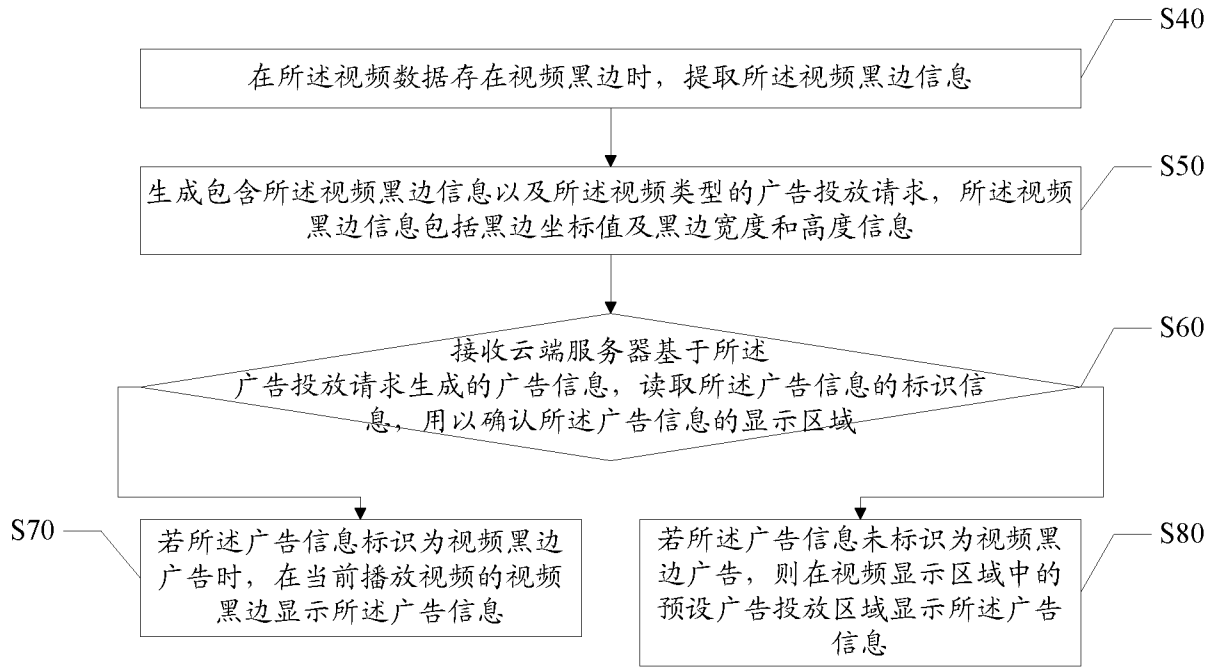 S40
在所述视频数据存在视频黑边时，提取所述视频黑边信息
S50
生成包含所述视频黑边信息以及所述视频类型的广告投放请求，所述视频
黑边信息包括黑边坐标值及黑边宽度和高度信息
S60
接收云端服务器基于所述
广告投放请求生成的广告信息，读取所述广告信息的标识信
息，用以确认所述广告信息的显示区域
S70
若所述广告信息标识为视频黑边
广告时，在当前播放视频的视频
黑边显示所述广告信息
S80
若所述广告信息未标识为视频黑
边广告，则在视频显示区域中的
预设广告投放区域显示所述广告
信息